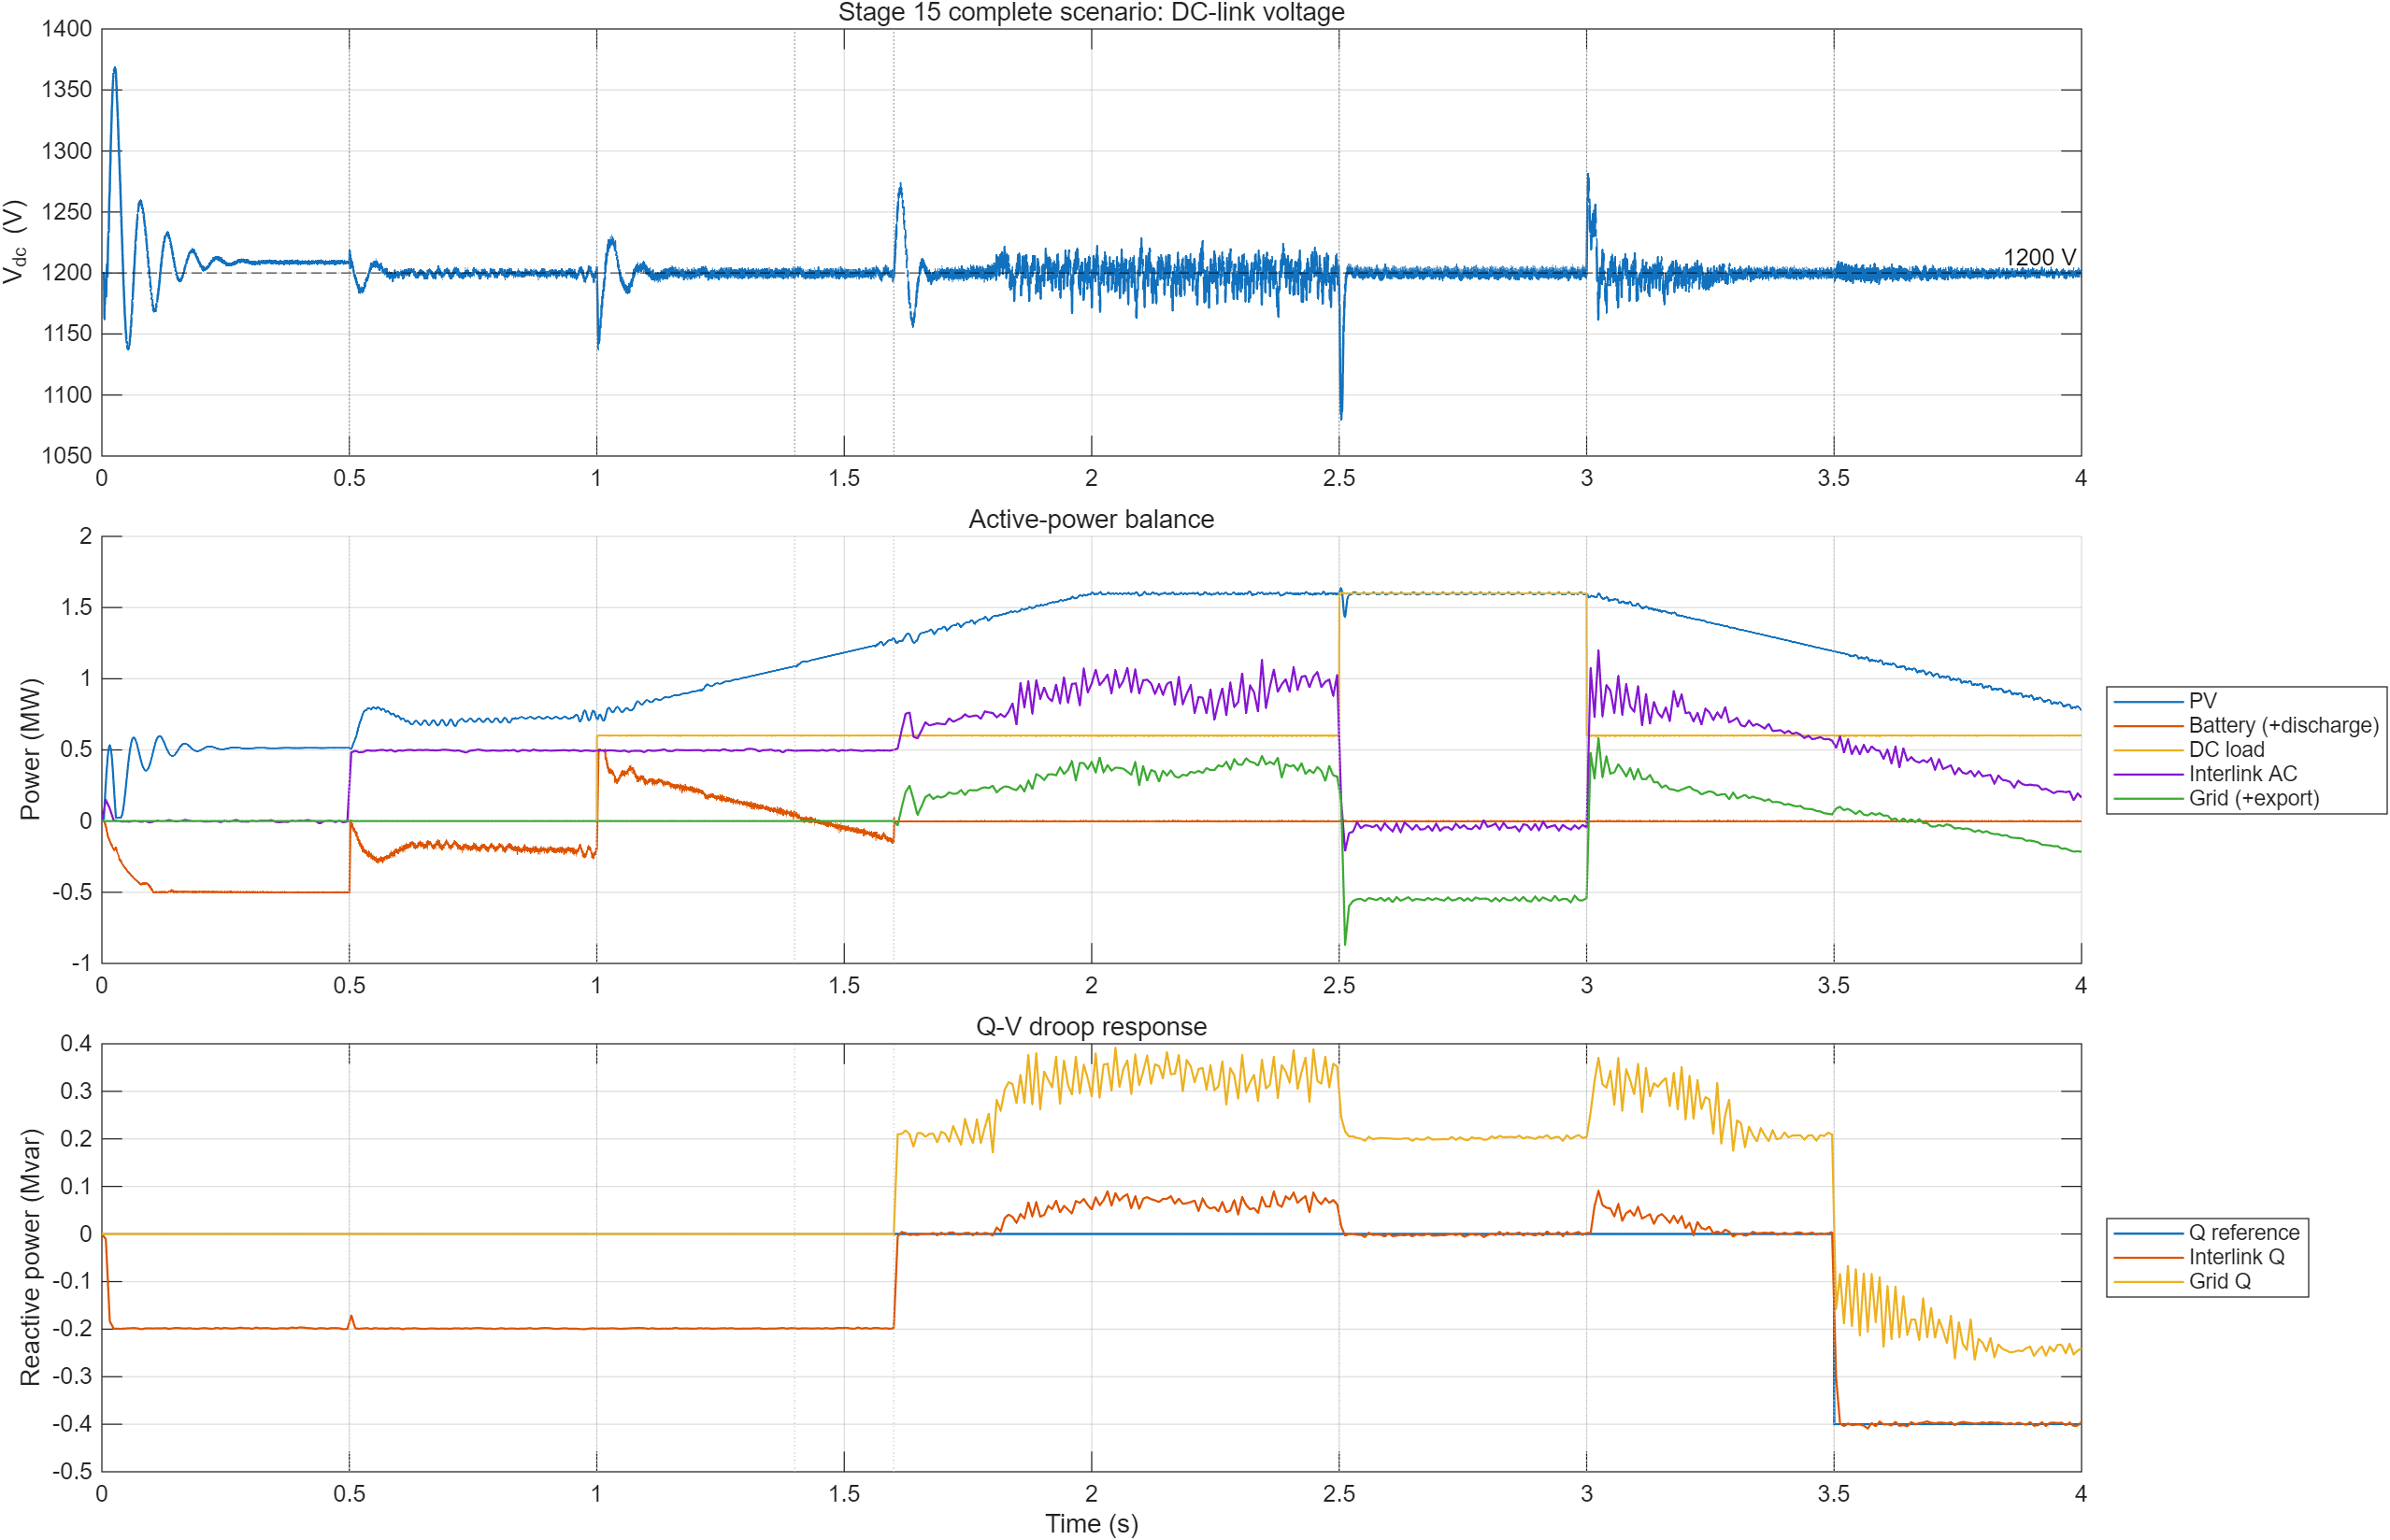 Stage 15 complete scenario: DC-link voltage
1400
1350
1300
1250
1200
1150
1100
1050
V_dc (V)
1200 V
0 0.5 1 1.5 2 2.5 3 3.5 4
Active-power balance
2
1.5
1
0.5
0
-0.5
-1
Power (MW)
0 0.5 1 1.5 2 2.5 3 3.5 4
PV
Battery (+discharge)
DC load
Interlink AC
Grid (+export)
Q-V droop response
0.4
0.3
0.2
0.1
0
-0.1
-0.2
-0.3
-0.4
-0.5
Reactive power (Mvar)
0 0.5 1 1.5 2 2.5 3 3.5 4
Time (s)
Q reference
Interlink Q
Grid Q